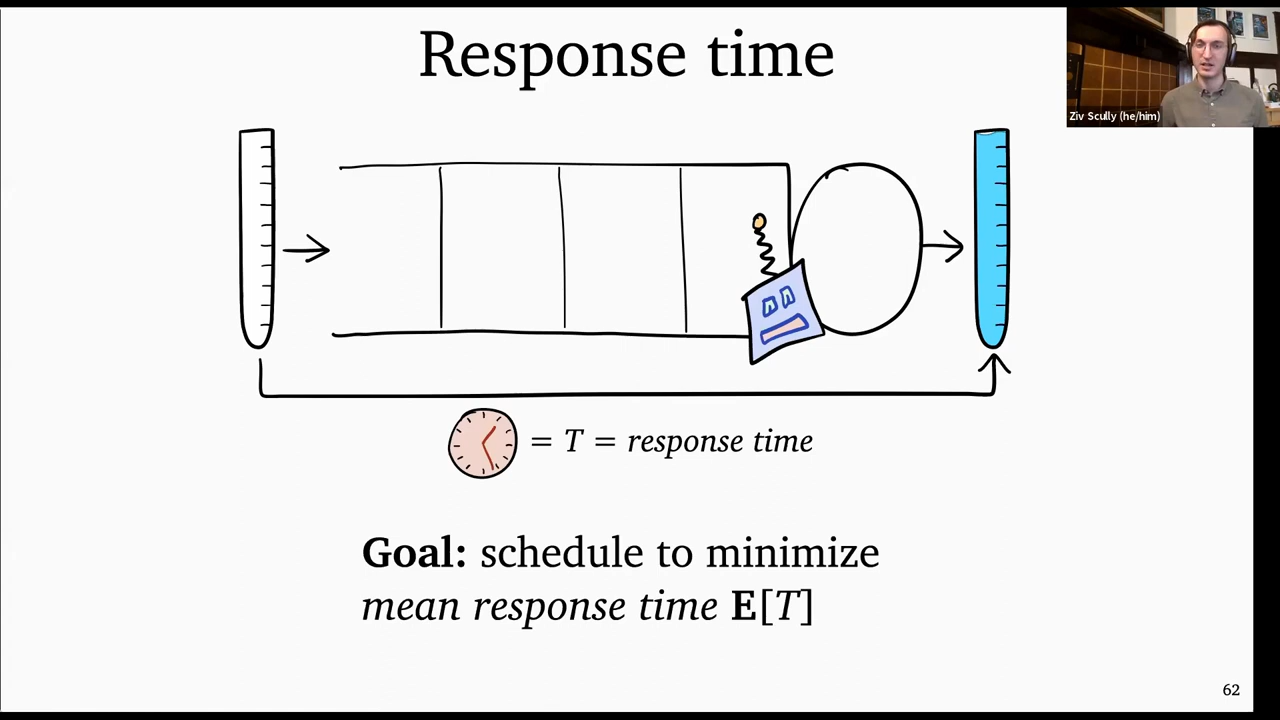 Response time
Ziv Scully (he/him)
= T = response time
Goal: schedule to minimize
mean response time E[T]
62